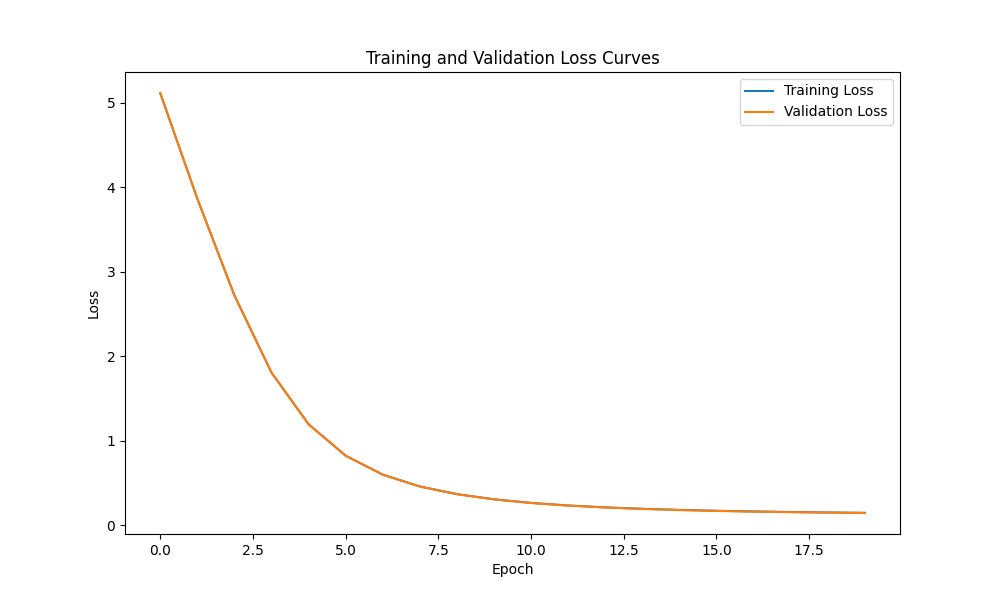 Training and Validation Loss Curves
Training Loss
Validation Loss
5
4
3
2
1
0
Loss
0.0 2.5 5.0 7.5 10.0 12.5 15.0 17.5
Epoch